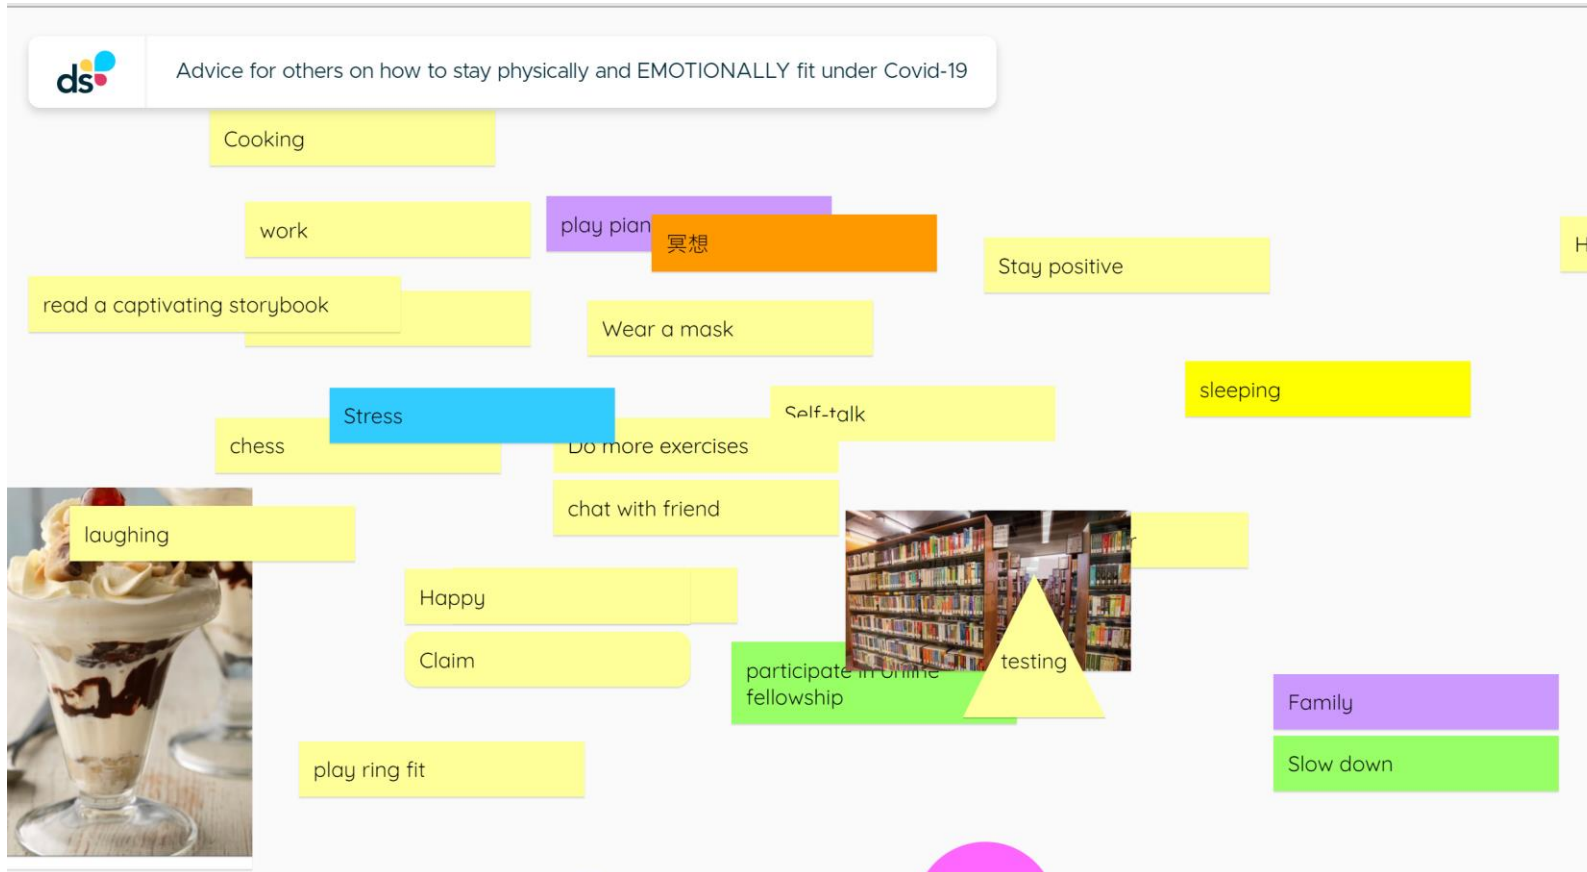 ds
Advice for others on how to stay physically and EMOTIONALLY fit under Covid-19
Cooking
work
play pian
冥想
Stay positive
H
read a captivating storybook
Wear a mask
sleeping
Stress
Self-talk
chess
Do more exercises
chat with friend
laughing
r
Happy
Claim
participate in online
fellowship
testing
Family
Slow down
play ring fit